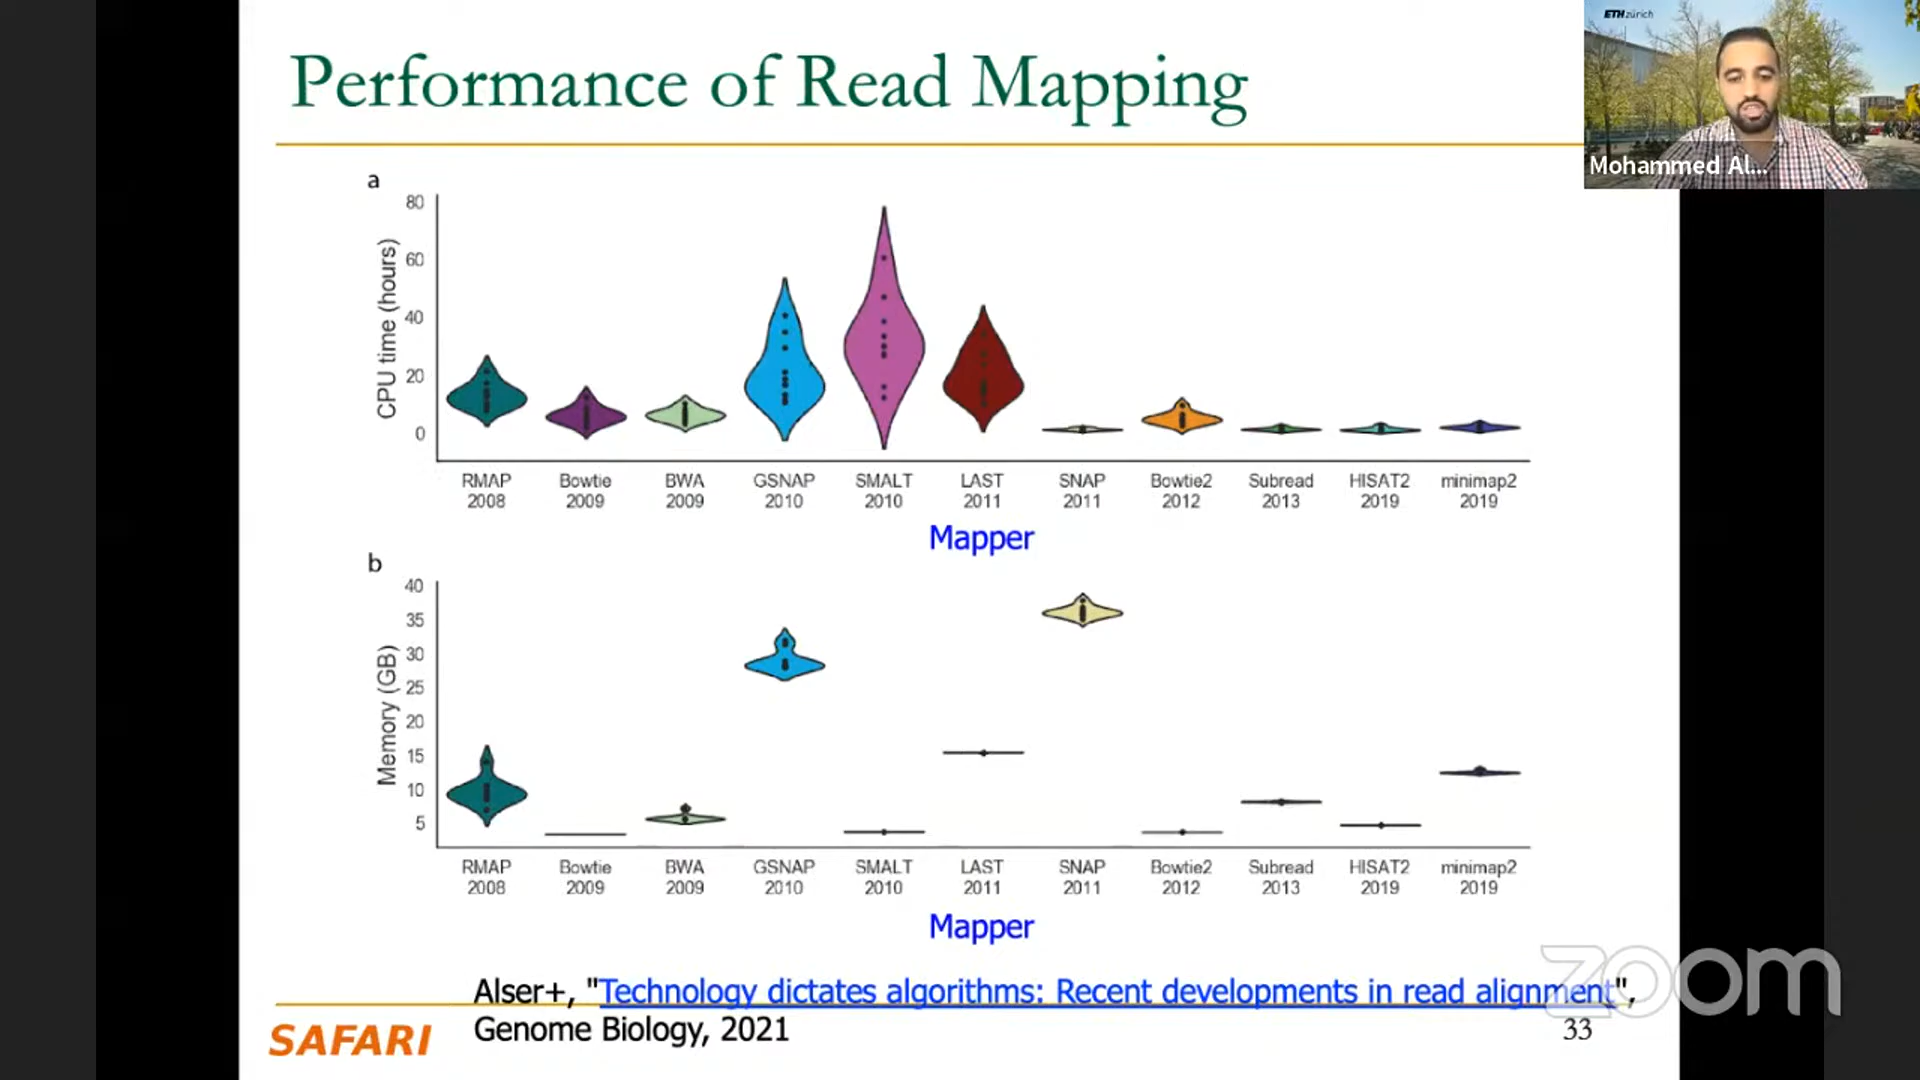 Performance of Read Mapping
ETH zürich
Mohammed Al...
a
80
60
40
20
0
CPU time (hours)
RMAP Bowtie BWA GSNAP SMALT LAST SNAP Bowtie2 Subread HISAT2 minimap2
2008 2009 2009 2010 2010 2011 2011 2012 2013 2019 2019
Mapper
b
40
35
30
25
20
15
10
5
Memory (GB)
RMAP Bowtie BWA GSNAP SMALT LAST SNAP Bowtie2 Subread HISAT2 minimap2
2008 2009 2009 2010 2010 2011 2011 2012 2013 2019 2019
Mapper
Alser+, "Technology dictates algorithms: Recent developments in read alignment",
Genome Biology, 2021
SAFARI
33
zoom